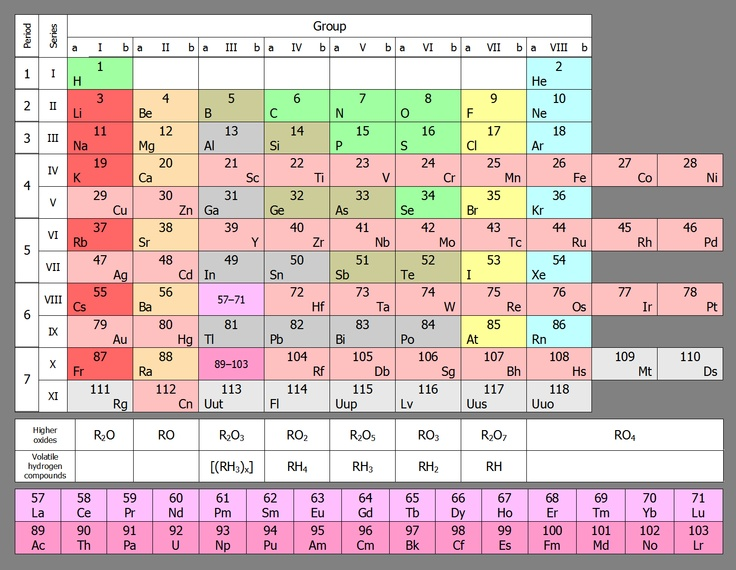 Period Series Group
a I b a II b a III b a IV b a V b a VI b a VII b a VIII b
1 I 1 H 2 He
2 II 3 Li 4 Be 5 B 6 C 7 N 8 O 9 F 10 Ne
3 III 11 Na 12 Mg 13 Al 14 Si 15 P 16 S 17 Cl 18 Ar
4 IV 19 K 20 Ca 21 Sc 22 Ti 23 V 24 Cr 25 Mn 26 Fe 27 Co 28 Ni
V 29 Cu 30 Zn 31 Ga 32 Ge 33 As 34 Se 35 Br 36 Kr
5 VI 37 Rb 38 Sr 39 Y 40 Zr 41 Nb 42 Mo 43 Tc 44 Ru 45 Rh 46 Pd
VII 47 Ag 48 Cd 49 In 50 Sn 51 Sb 52 Te 53 I 54 Xe
6 VIII 55 Cs 56 Ba 57–71 72 Hf 73 Ta 74 W 75 Re 76 Os 77 Ir 78 Pt
IX 79 Au 80 Hg 81 Tl 82 Pb 83 Bi 84 Po 85 At 86 Rn
7 X 87 Fr 88 Ra 89–103 104 Rf 105 Db 106 Sg 107 Bh 108 Hs 109 Mt 110 Ds
XI 111 Rg 112 Cn 113 Uut 114 Fl 115 Uup 116 Lv 117 Uus 118 Uuo
Higher oxides R₂O RO R₂O₃ RO₂ R₂O₅ RO₃ R₂O₇ RO₄
Volatile hydrogen compounds [(RH₃)ₓ] RH₄ RH₃ RH₂ RH
57 58 59 60 61 62 63 64 65 66 67 68 69 70 71
La Ce Pr Nd Pm Sm Eu Gd Tb Dy Ho Er Tm Yb Lu
89 90 91 92 93 94 95 96 97 98 99 100 101 102 103
Ac Th Pa U Np Pu Am Cm Bk Cf Es Fm Md No Lr